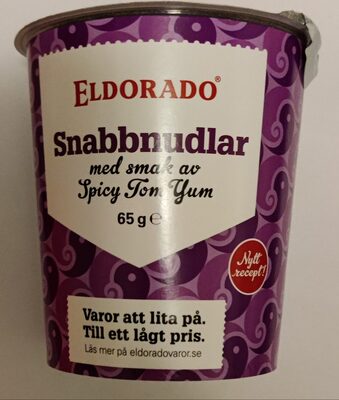 ELDORADO®
Snabbnudlar
med smak av
Spicy Tom Yum
65 g ℮
Nytt
recept!
Varor att lita på.
Till ett lågt pris.
Läs mer på eldoradovaror.se